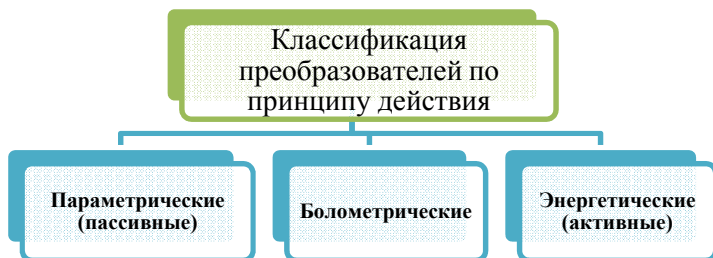 Классификация
преобразователей по
принципу действия
Параметрические
(пассивные)
Болометрические
Энергетические
(активные)